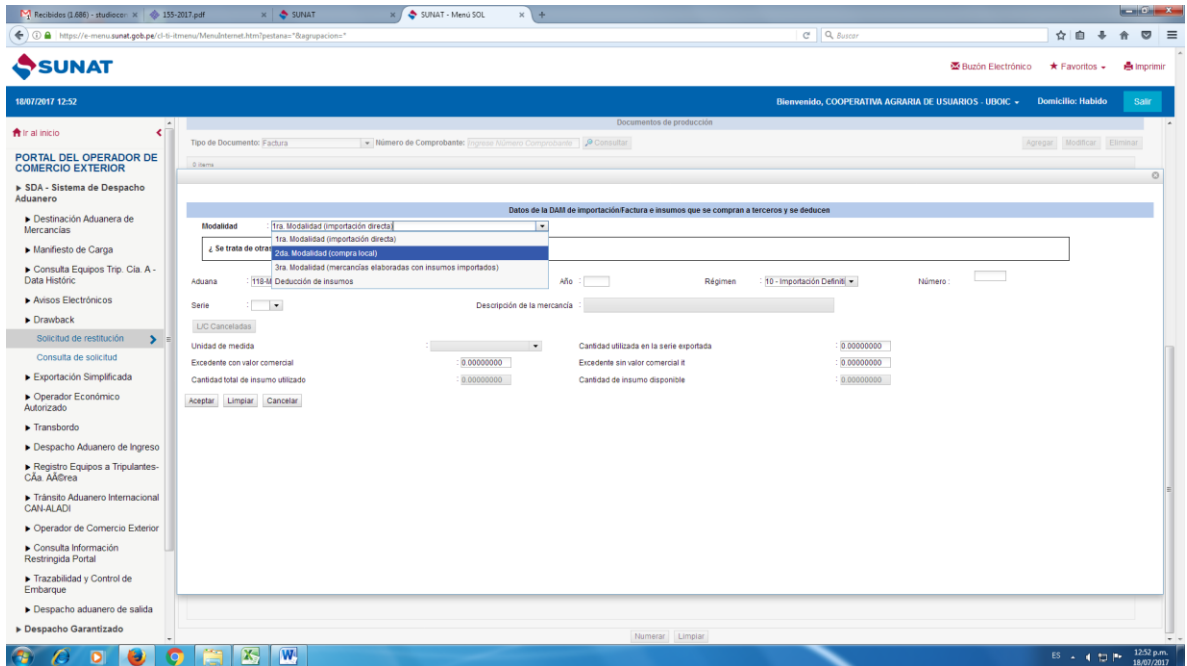 Recibidos (1.686) - studiocon
155-2017.pdf
SUNAT
SUNAT - Menú SOL
https://e-menu.sunat.gob.pe/cl-ti-itmenu/MenuInternet.htm?pestana=*&agrupacion=*
Buscar
SUNAT
Buzón Electrónico
Favoritos
Imprimir
18/07/2017 12:52
Bienvenido, COOPERATIVA AGRARIA DE USUARIOS - UBOIC
Domicilio: Habido
Salir
Ir al inicio
PORTAL DEL OPERADOR DE
COMERCIO EXTERIOR
SDA - Sistema de Despacho
Aduanero
Destinación Aduanera de
Mercancías
Manifiesto de Carga
Consulta Equipos Trip. Cía. A -
Data Históric
Avisos Electrónicos
Drawback
Solicitud de restitución
Consulta de solicitud
Exportación Simplificada
Operador Económico
Autorizado
Transbordo
Despacho Aduanero de Ingreso
Registro Equipos a Tripulantes-
CÃ­a. AÃ©rea
Tránsito Aduanero Internacional
CAN-ALADI
Operador de Comercio Exterior
Consulta Información
Restringida Portal
Trazabilidad y Control de
Embarque
Despacho aduanero de salida
Despacho Garantizado
Documentos de producción
Tipo de Documento: Factura
Número de Comprobante: Ingrese Número Comprobante
Consultar
Agregar Modificar Eliminar
0 items
Datos de la DAM de importación/Factura e insumos que se compran a terceros y se deducen
Modalidad : 1ra. Modalidad (importación directa)
1ra. Modalidad (importación directa)
¿ Se trata de otras
2da. Modalidad (compra local)
3ra. Modalidad (mercancías elaboradas con insumos importados)
Deducción de insumos
Aduana : 118-M
Año :
Régimen : 10 - Importación Definiti
Número :
Serie :
Descripción de la mercancía :
L/C Canceladas
Unidad de medida :
Cantidad utilizada en la serie exportada : 0.00000000
Excedente con valor comercial : 0.00000000
Excedente sin valor comercial it : 0.00000000
Cantidad total de insumo utilizado : 0.00000000
Cantidad de insumo disponible : 0.00000000
Aceptar Limpiar Cancelar
Numerar Limpiar
ES
12:52 p.m.
18/07/2017